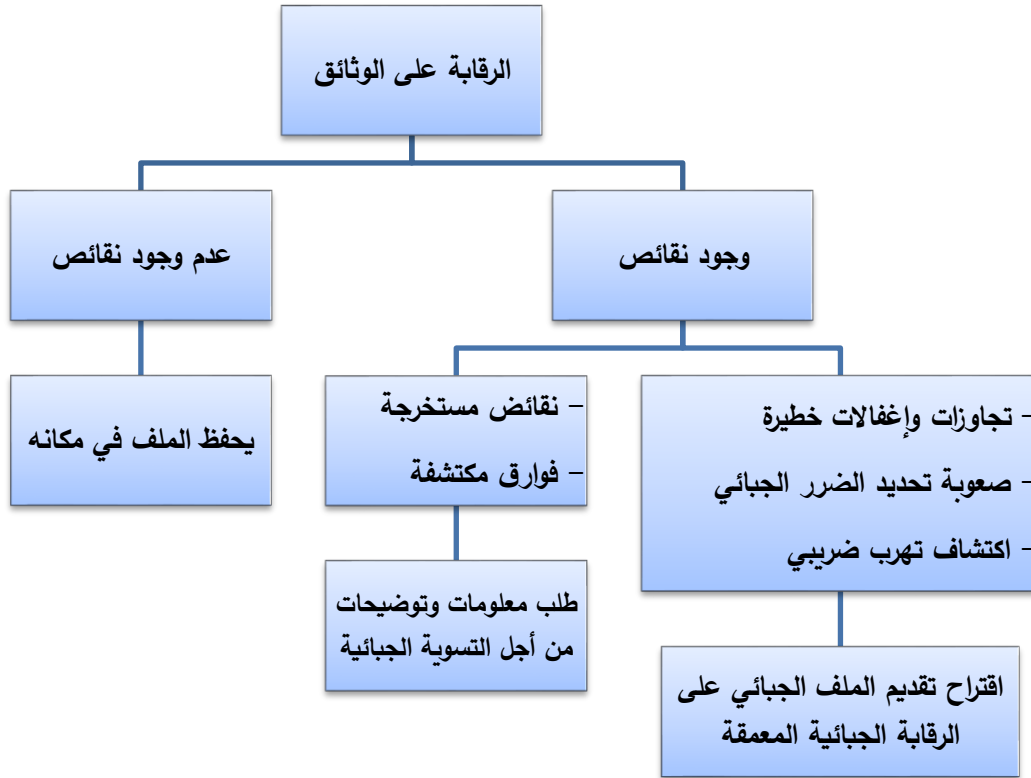 الرقابة على الوثائق
وجود نقائص
عدم وجود نقائص
- تجاوزات وإغفالات خطيرة
- صعوبة تحديد الضرر الجبائي
- اكتشاف تهرب ضريبي
- نقائض مستخرجة
- فوارق مكتشفة
يحفظ الملف في مكانه
طلب معلومات وتوضيحات
من أجل التسوية الجبائية
اقتراح تقديم الملف الجبائي على
الرقابة الجبائية المعمقة